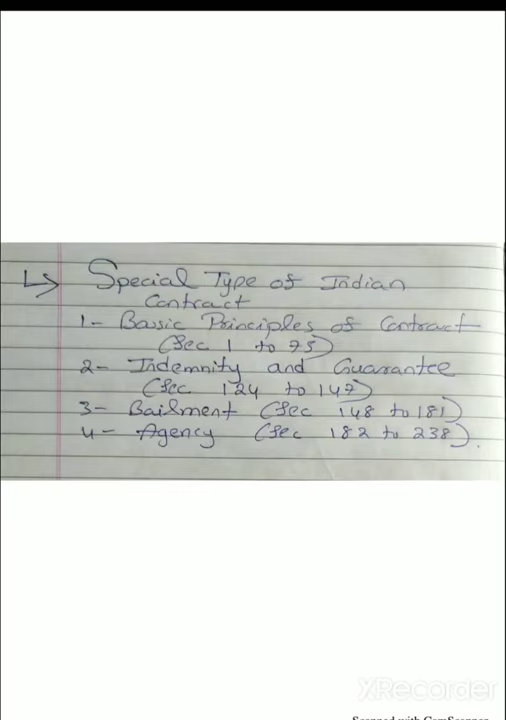 ↳ Special Type of Indian
Contract
1- Basic Principles of Contract
(Sec 1 to 75)
2- Indemnity and Guarantee
(Sec 124 to 147)
3- Bailment (Sec 148 to 181)
4- Agency (Sec 182 to 238).
XRecorder